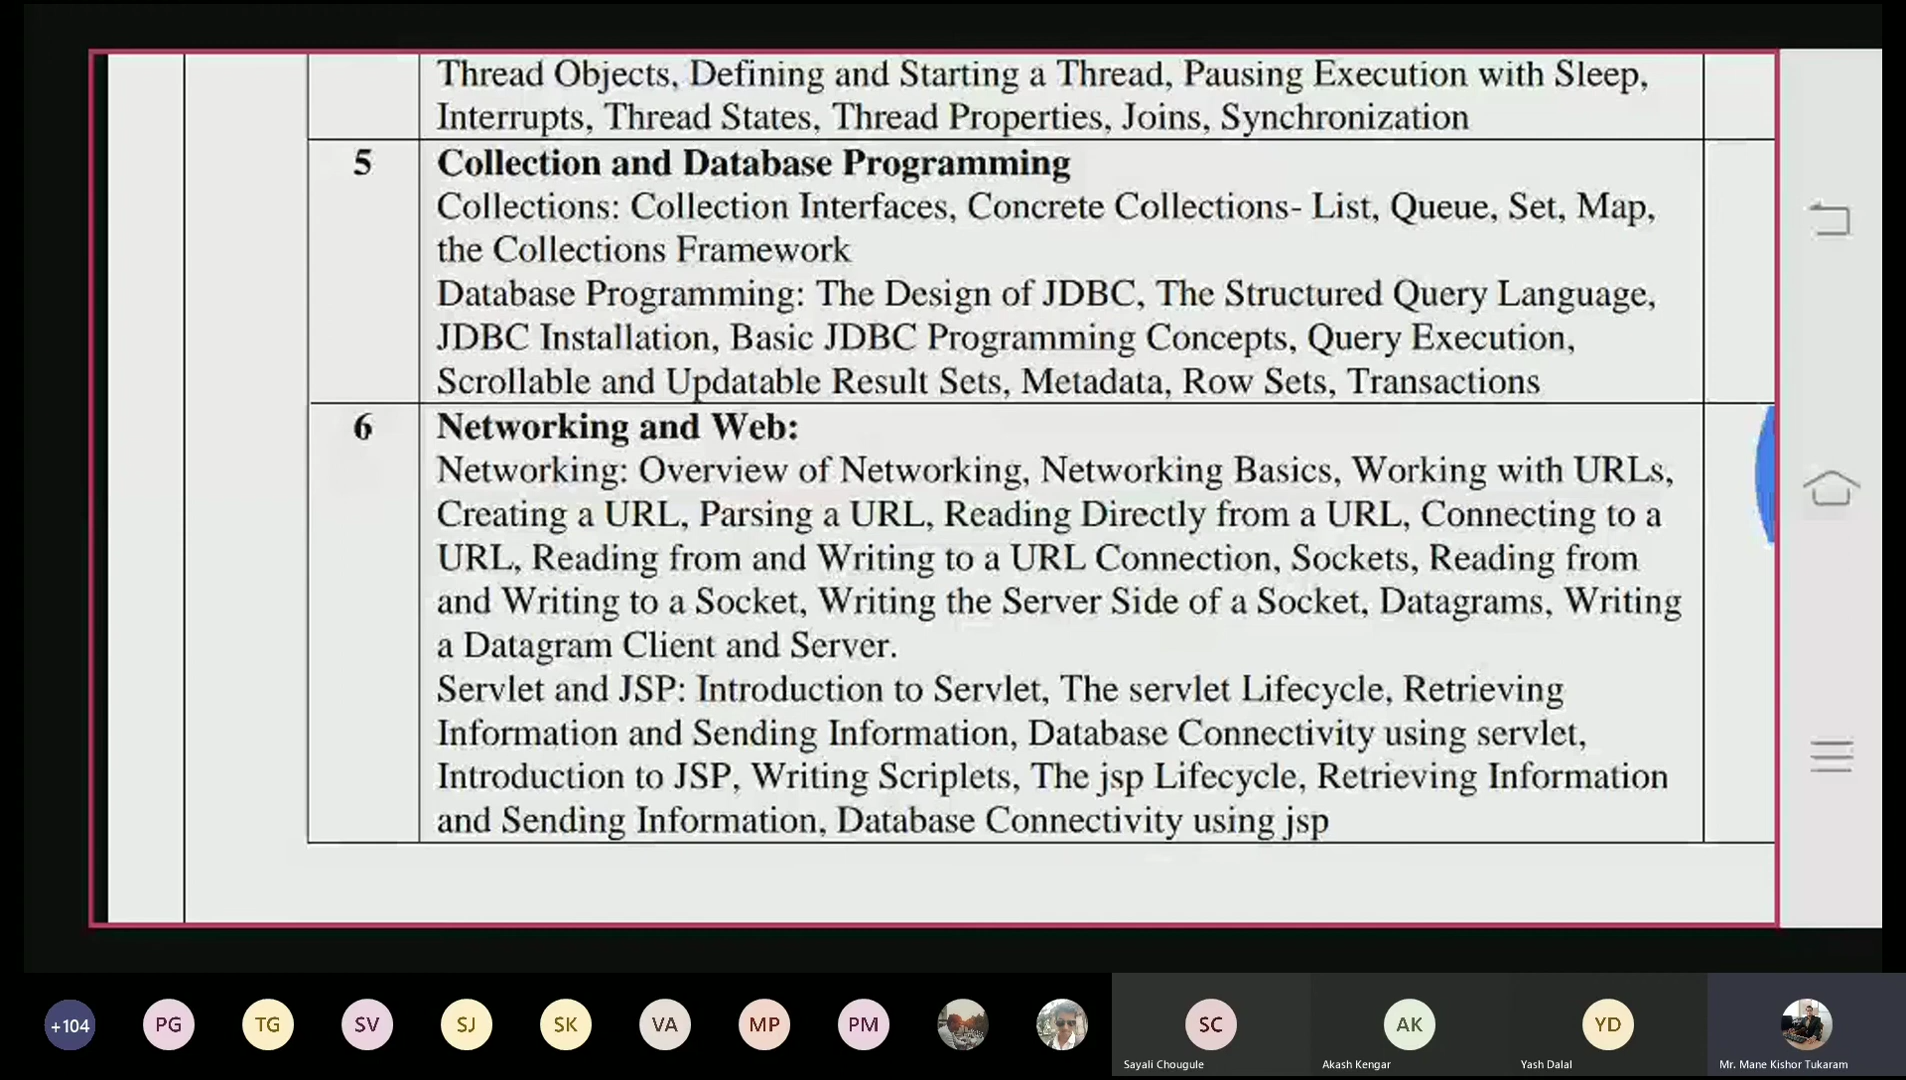 Thread Objects, Defining and Starting a Thread, Pausing Execution with Sleep,
Interrupts, Thread States, Thread Properties, Joins, Synchronization
5
Collection and Database Programming
Collections: Collection Interfaces, Concrete Collections- List, Queue, Set, Map,
the Collections Framework
Database Programming: The Design of JDBC, The Structured Query Language,
JDBC Installation, Basic JDBC Programming Concepts, Query Execution,
Scrollable and Updatable Result Sets, Metadata, Row Sets, Transactions
6
Networking and Web:
Networking: Overview of Networking, Networking Basics, Working with URLs,
Creating a URL, Parsing a URL, Reading Directly from a URL, Connecting to a
URL, Reading from and Writing to a URL Connection, Sockets, Reading from
and Writing to a Socket, Writing the Server Side of a Socket, Datagrams, Writing
a Datagram Client and Server.
Servlet and JSP: Introduction to Servlet, The servlet Lifecycle, Retrieving
Information and Sending Information, Database Connectivity using servlet,
Introduction to JSP, Writing Scriplets, The jsp Lifecycle, Retrieving Information
and Sending Information, Database Connectivity using jsp
+104
PG
TG
SV
SJ
SK
VA
MP
PM
SC
AK
YD
Sayali Chougule
Akash Kengar
Yash Dalal
Mr. Mane Kishor Tukaram